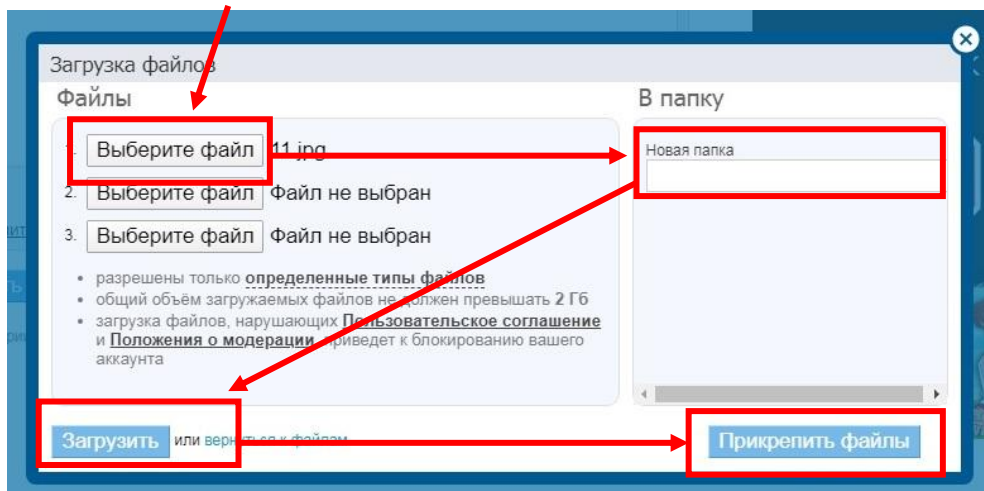 Загрузка файлов
Файлы
В папку
1. Выберите файл 11.jpg
Новая папка
2. Выберите файл Файл не выбран
3. Выберите файл Файл не выбран
• разрешены только определенные типы файлов
• общий объём загружаемых файлов не должен превышать 2 Гб
• загрузка файлов, нарушающих Пользовательское соглашение
и Положения о модерации, приведет к блокированию вашего
аккаунта
Загрузить или вернуться к файлам
Прикрепить файлы